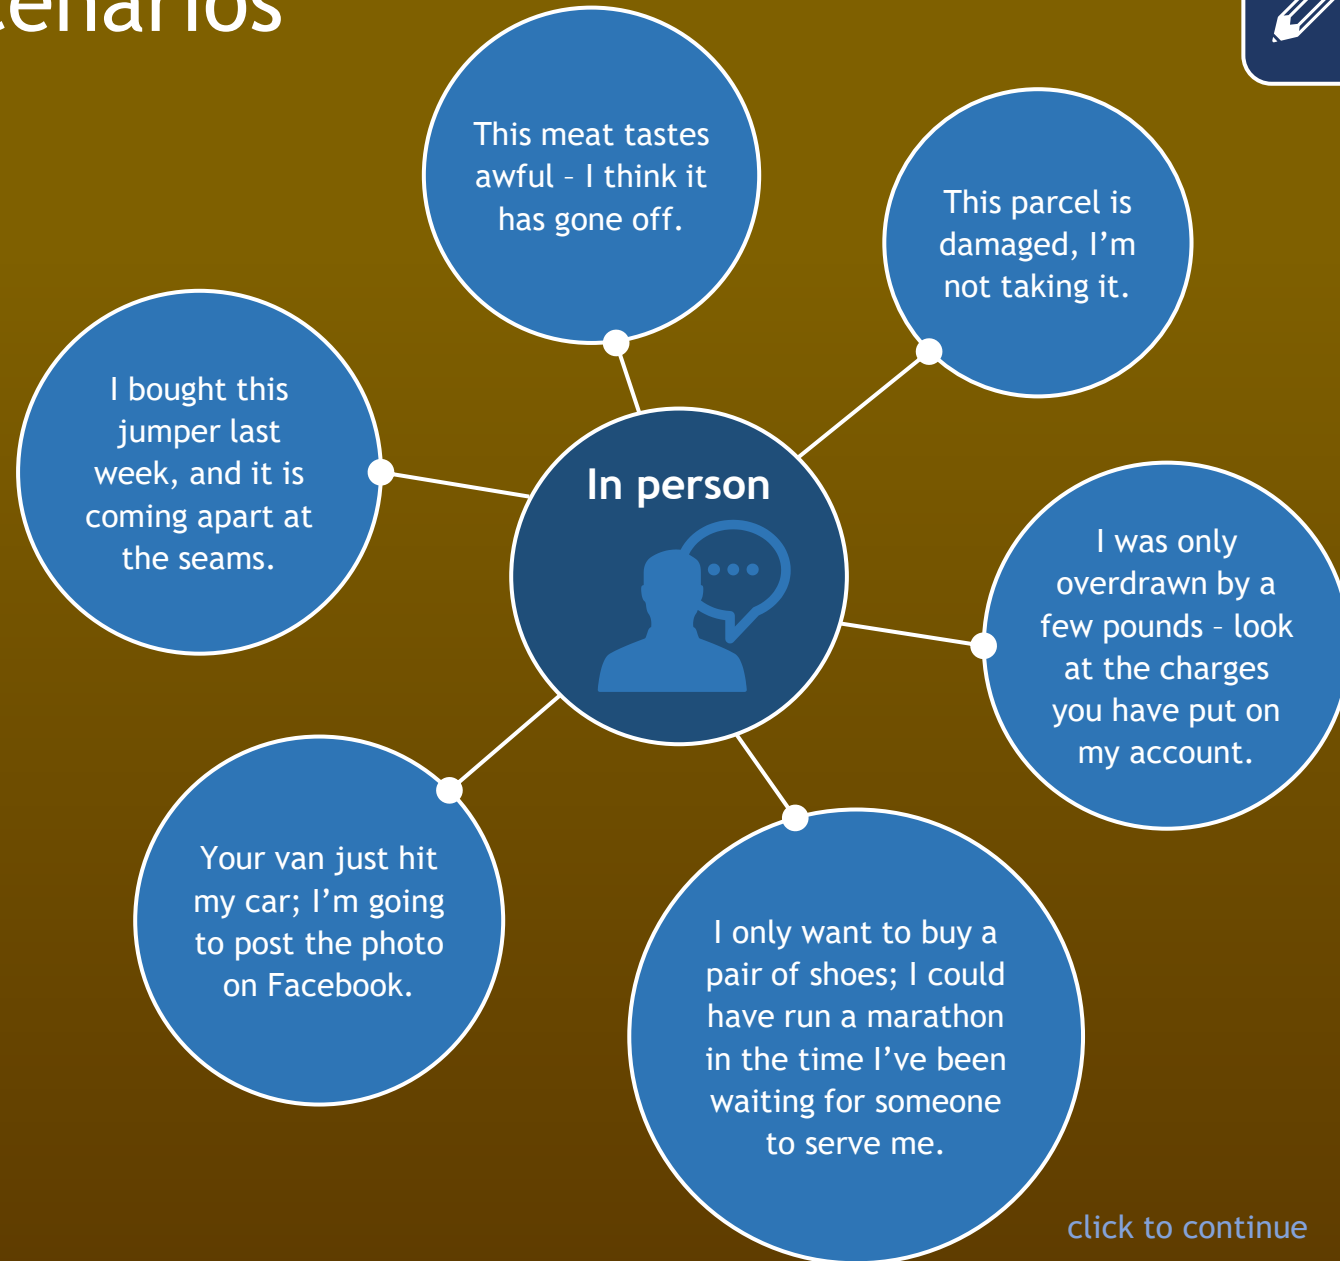 This meat tastes
awful – I think it
has gone off.
This parcel is
damaged, I’m
not taking it.
I bought this
jumper last
week, and it is
coming apart at
the seams.
In person
I was only
overdrawn by a
few pounds – look
at the charges
you have put on
my account.
Your van just hit
my car; I’m going
to post the photo
on Facebook.
I only want to buy a
pair of shoes; I could
have run a marathon
in the time I’ve been
waiting for someone
to serve me.
click to continue